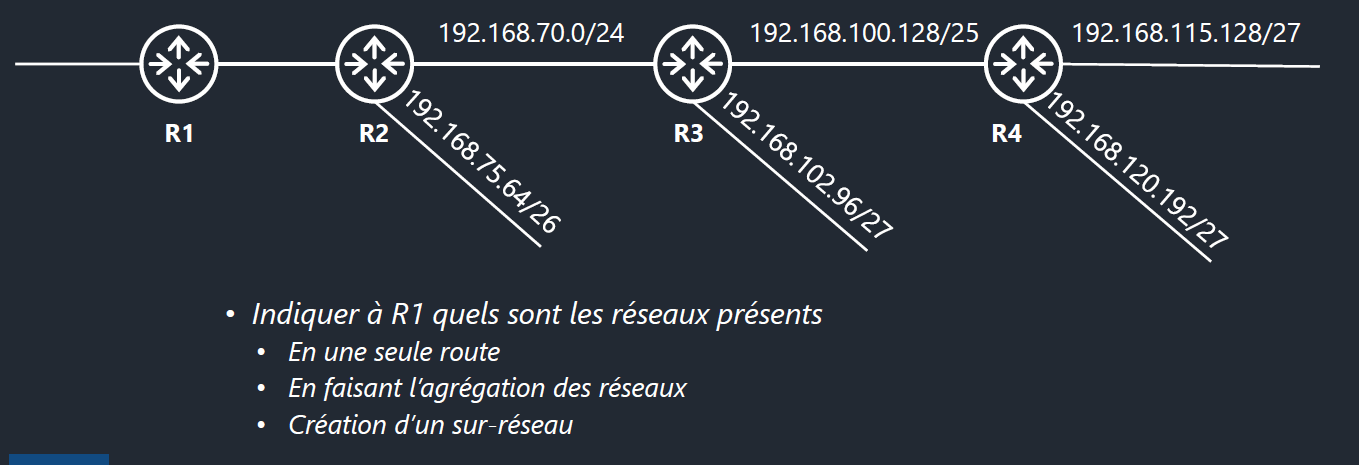 192.168.70.0/24
192.168.100.128/25
192.168.115.128/27
R1
R2
R3
R4
192.168.75.64/26
192.168.102.96/27
192.168.120.192/27
• Indiquer à R1 quels sont les réseaux présents
• En une seule route
• En faisant l’agrégation des réseaux
• Création d’un sur-réseau